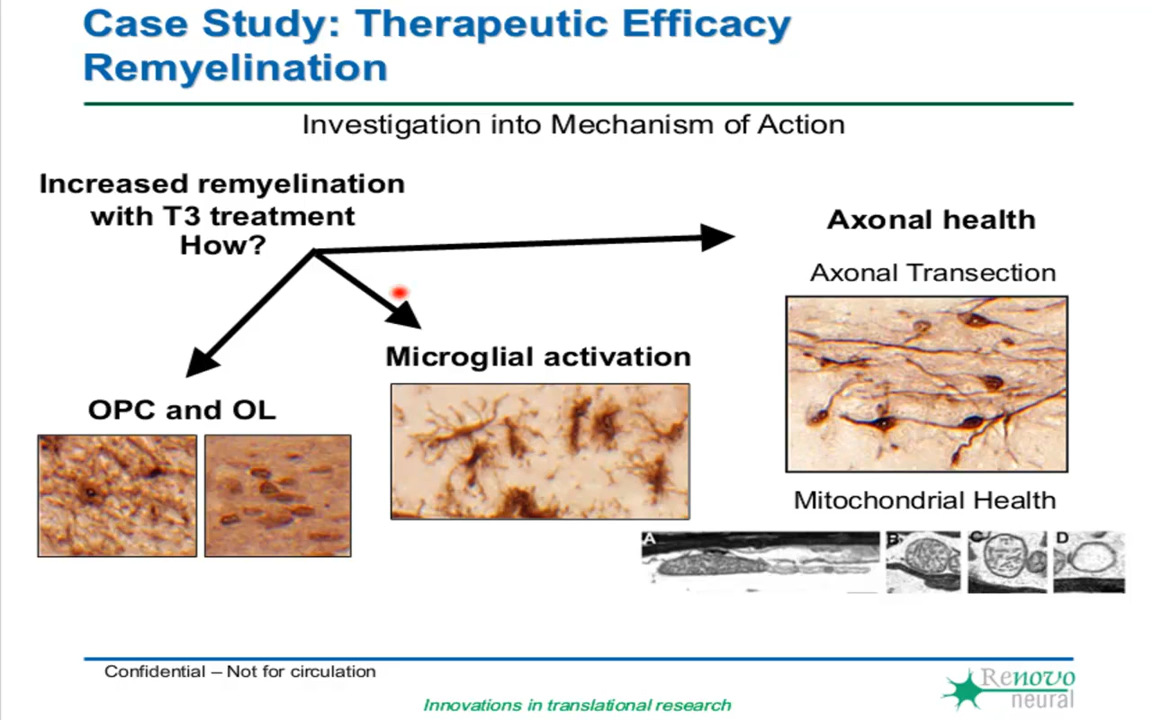 Case Study: Therapeutic Efficacy
Remyelination
Investigation into Mechanism of Action
Increased remyelination
with T3 treatment
How?
Axonal health
Axonal Transection
Microglial activation
OPC and OL
Mitochondrial Health
A
B
C
D
Confidential – Not for circulation
Innovations in translational research
Renovo
neural